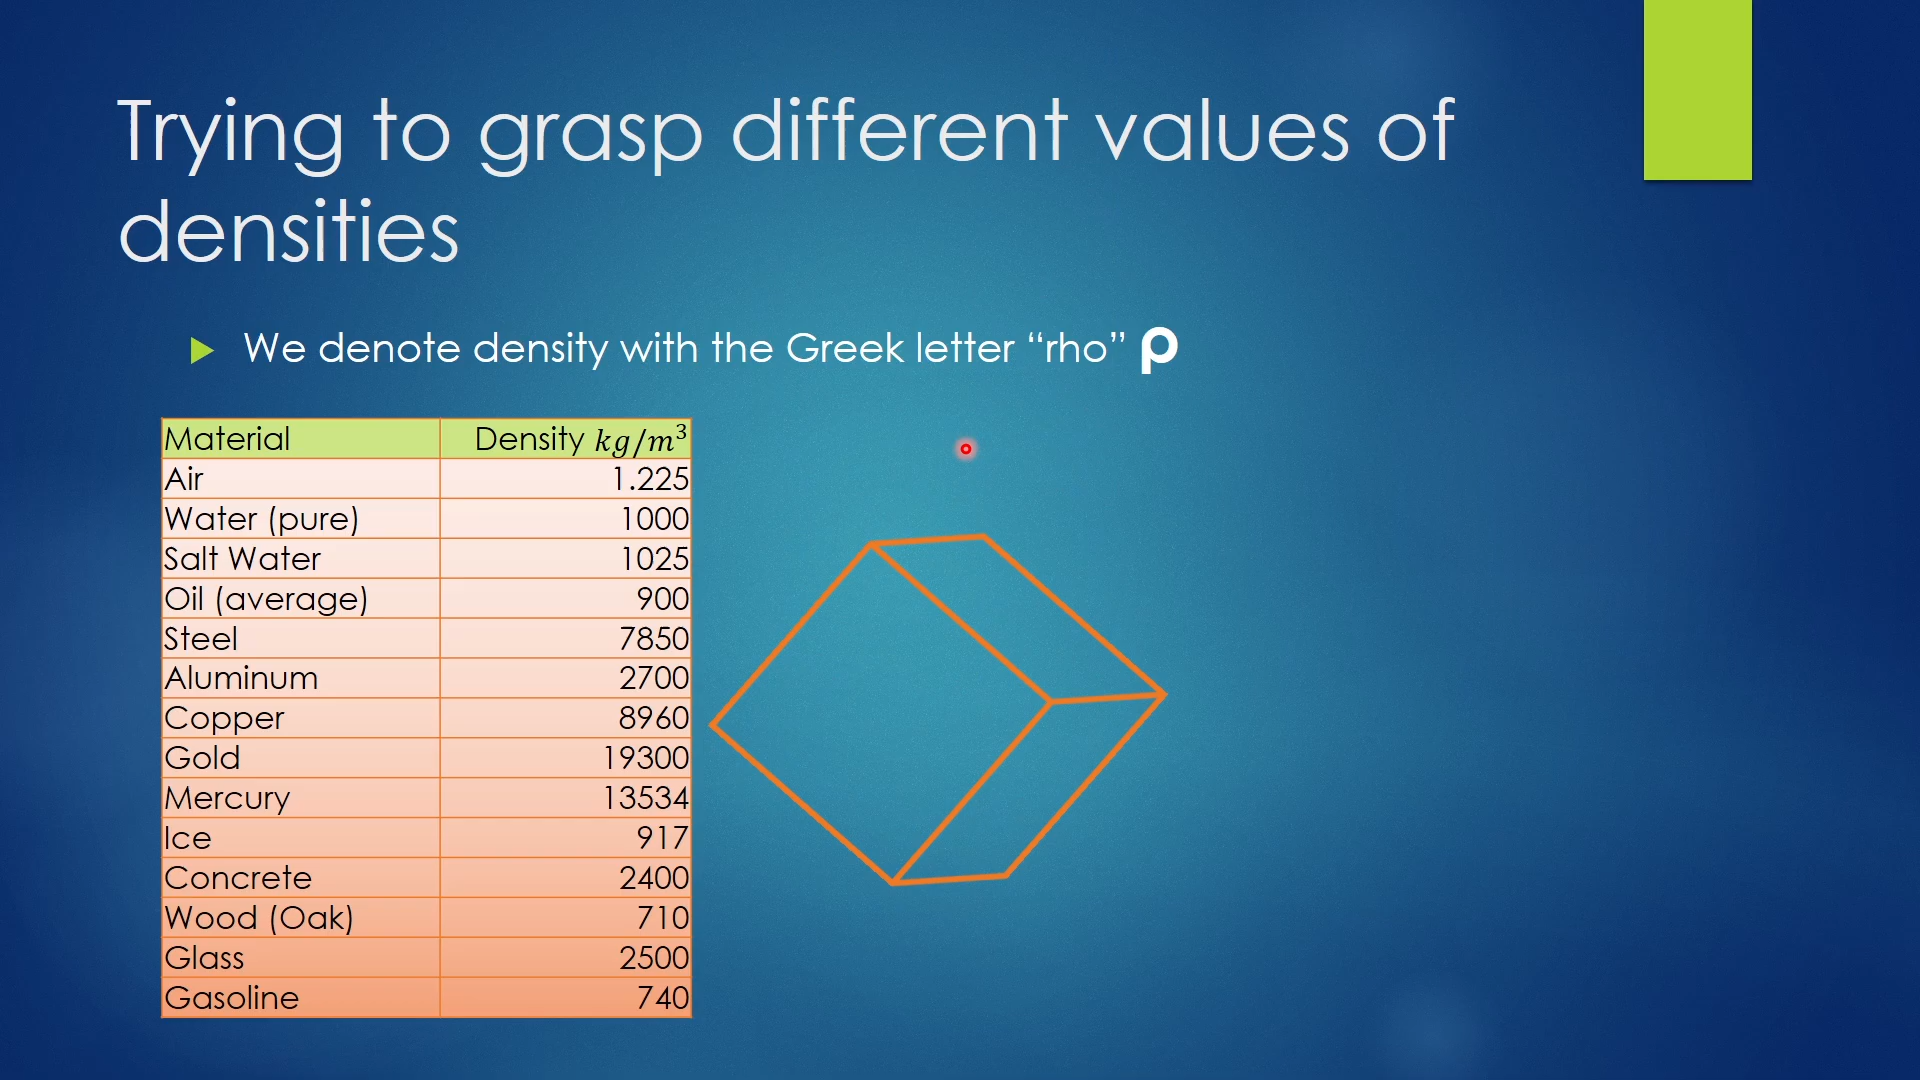 Trying to grasp different values of
densities
We denote density with the Greek letter “rho” ρ
Material Density kg/m³
Air 1.225
Water (pure) 1000
Salt Water 1025
Oil (average) 900
Steel 7850
Aluminum 2700
Copper 8960
Gold 19300
Mercury 13534
Ice 917
Concrete 2400
Wood (Oak) 710
Glass 2500
Gasoline 740